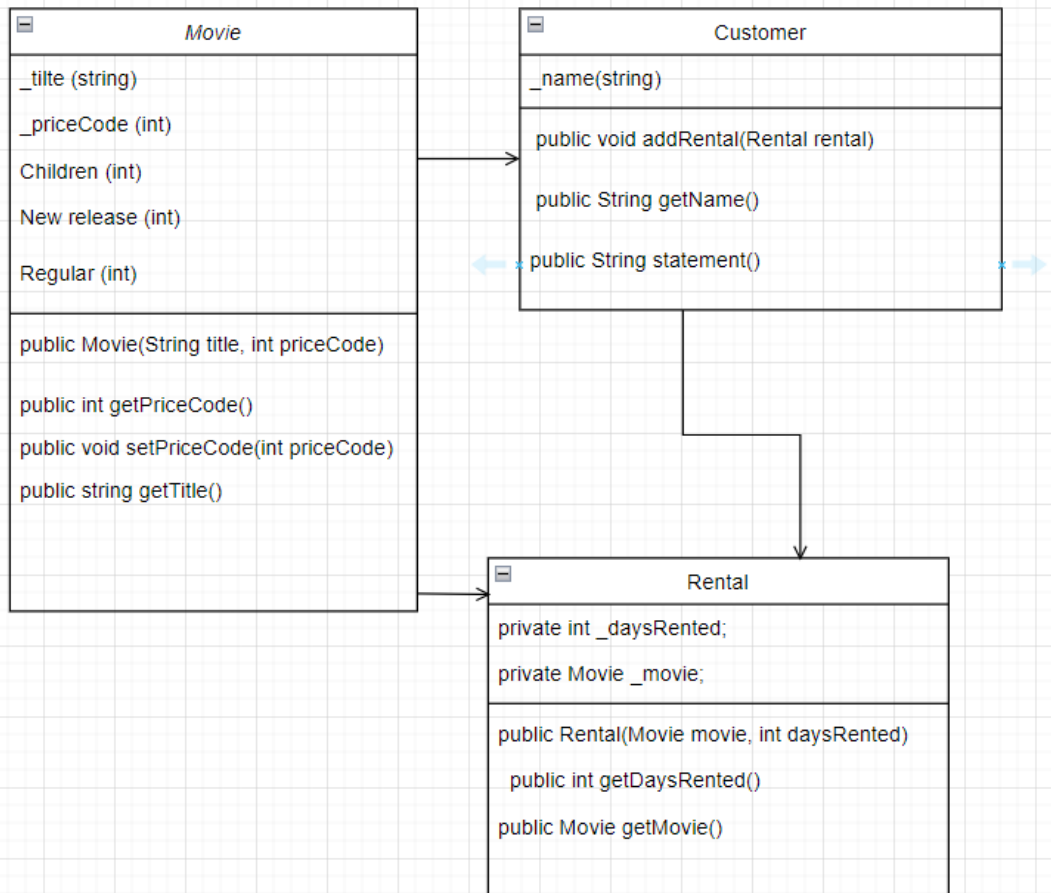 Movie
_tilte (string)
_priceCode (int)
Children (int)
New release (int)
Regular (int)
public Movie(String title, int priceCode)
public int getPriceCode()
public void setPriceCode(int priceCode)
public string getTitle()
Customer
_name(string)
public void addRental(Rental rental)
public String getName()
public String statement()
Rental
private int _daysRented;
private Movie _movie;
public Rental(Movie movie, int daysRented)
public int getDaysRented()
public Movie getMovie()